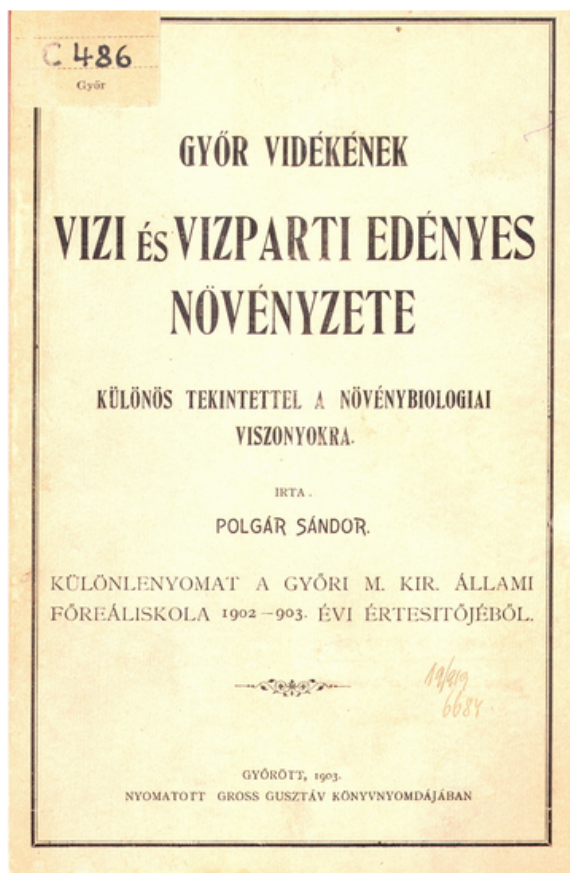 C 486
Győr
GYŐR VIDÉKÉNEK
VIZI ÉS VIZPARTI EDÉNYES
NÖVÉNYZETE
KÜLÖNÖS TEKINTETTEL A NÖVÉNYBIOLOGIAI
VISZONYOKRA.
IRTA.
POLGÁR SÁNDOR.
KÜLÖNLENYOMAT A GYŐRI M. KIR. ÁLLAMI
FŐREÁLISKOLA 1902–903. ÉVI ÉRTESITŐJÉBŐL.
6684
GYŐRÖTT, 1903.
NYOMATOTT GROSS GUSZTÁV KÖNYVNYOMDÁJÁBAN